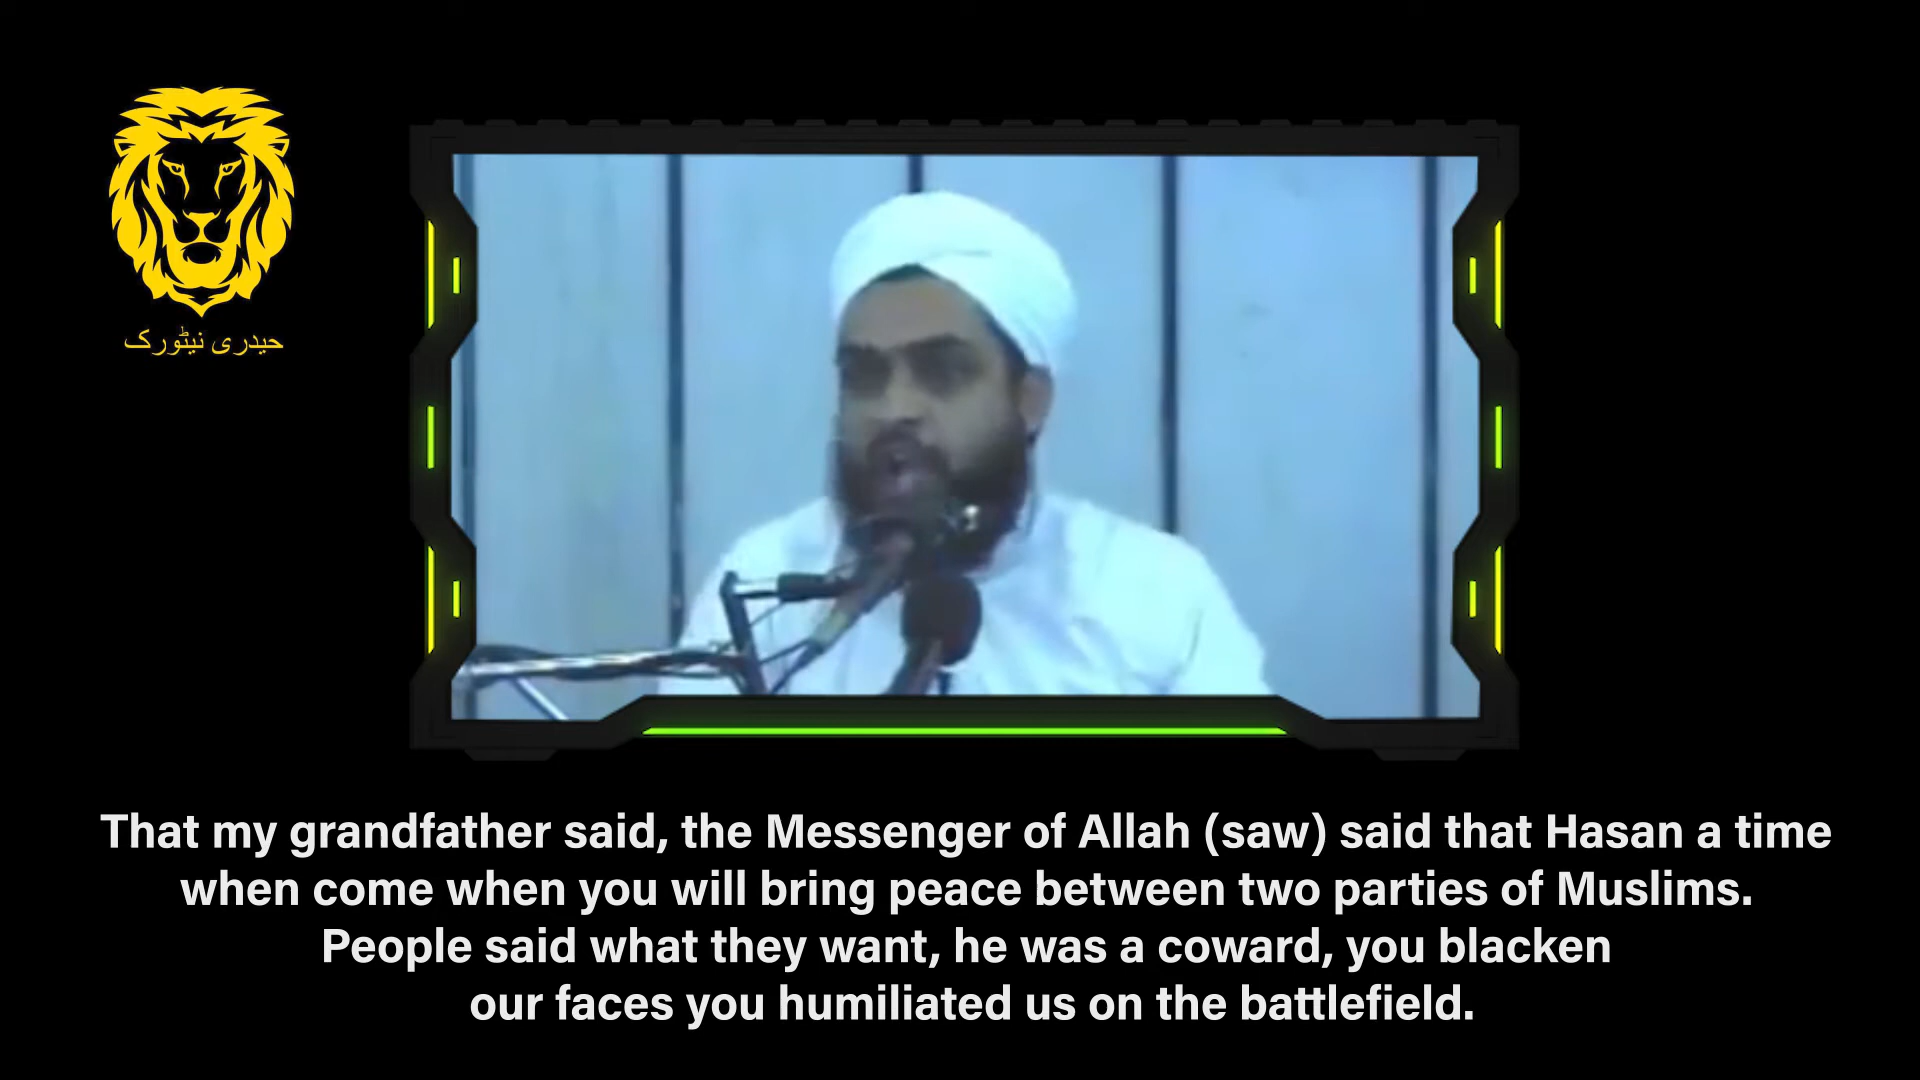 حیدری نیٹورک
That my grandfather said, the Messenger of Allah (saw) said that Hasan a time
when come when you will bring peace between two parties of Muslims.
People said what they want, he was a coward, you blacken
our faces you humiliated us on the battlefield.